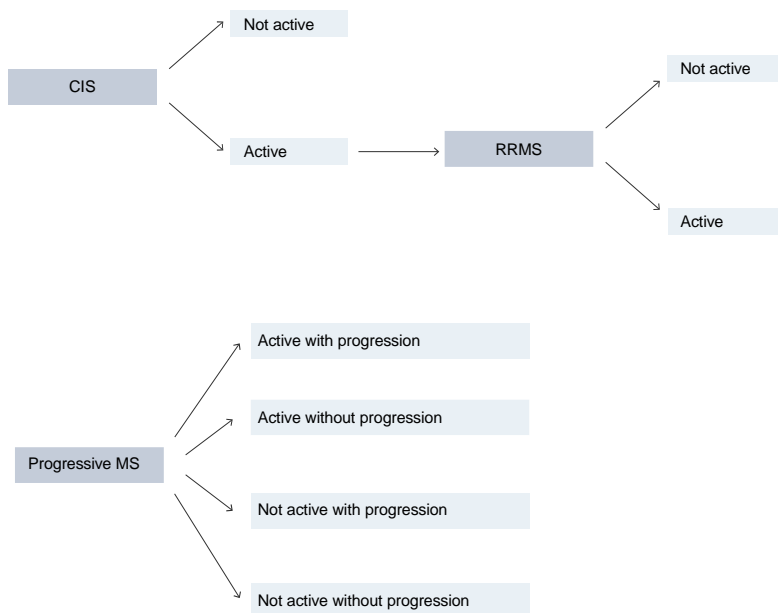 Not active
CIS
Active
RRMS
Not active
Active
Active with progression
Active without progression
Progressive MS
Not active with progression
Not active without progression